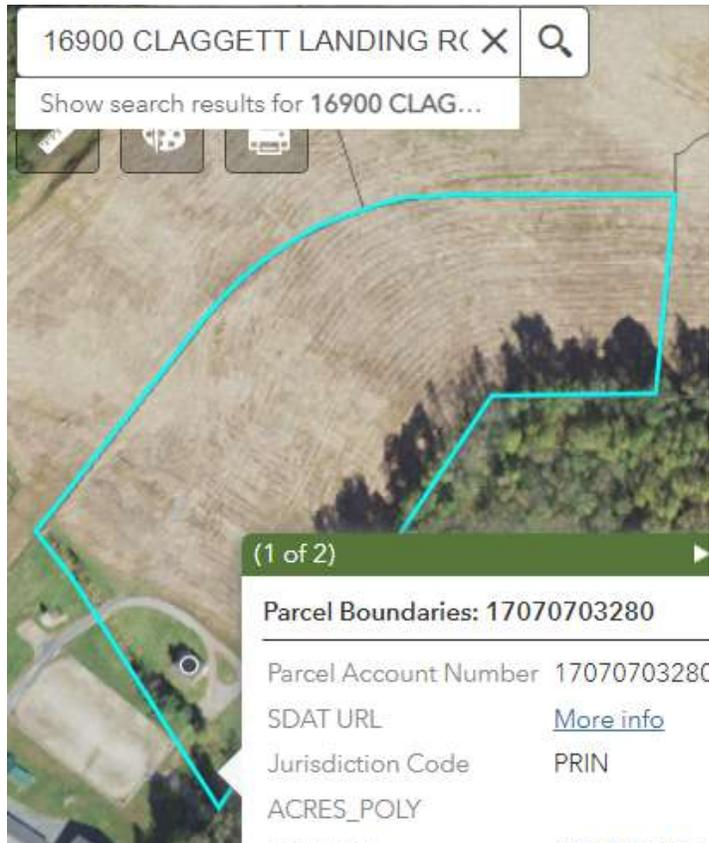 16900 CLAGGETT LANDING R
Show search results for 16900 CLAG...
(1 of 2)
Parcel Boundaries: 17070703280
Parcel Account Number 17070703280
SDAT URL More info
Jurisdiction Code PRIN
ACRES_POLY